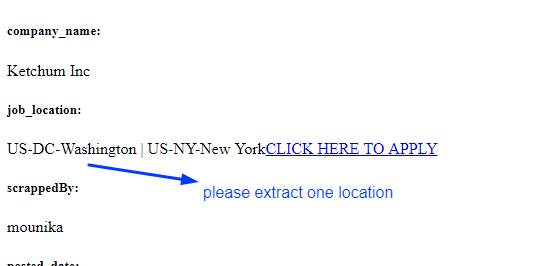 company_name:
Ketchum Inc
job_location:
US-DC-Washington | US-NY-New YorkCLICK HERE TO APPLY
please extract one location
scrappedBy:
mounika
posted_date: